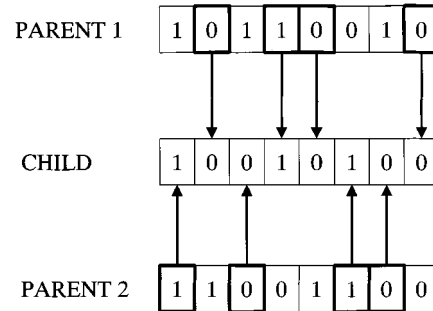 PARENT 1 1 0 1 1 0 0 1 0
CHILD 1 0 0 1 0 1 0 0
PARENT 2 1 1 0 0 1 1 0 0